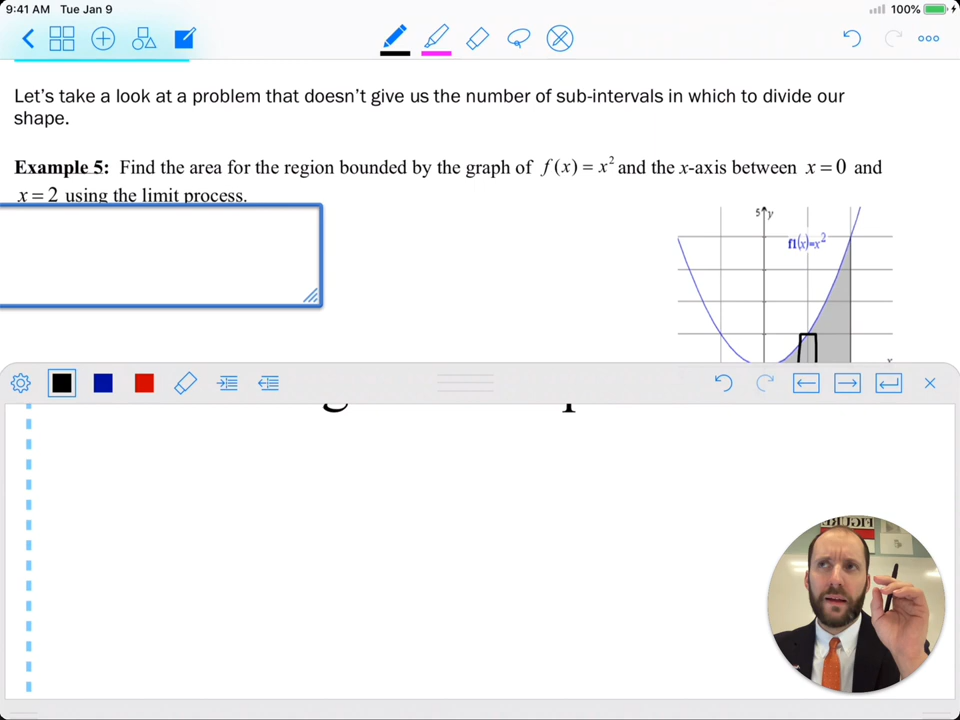 9:41 AM Tue Jan 9
100%
Let's take a look at a problem that doesn't give us the number of sub-intervals in which to divide our
shape.
Example 5: Find the area for the region bounded by the graph of f(x) = x² and the x-axis between x = 0 and
x = 2 using the limit process.
5 y
f1(x)=x²
x
FIGURE